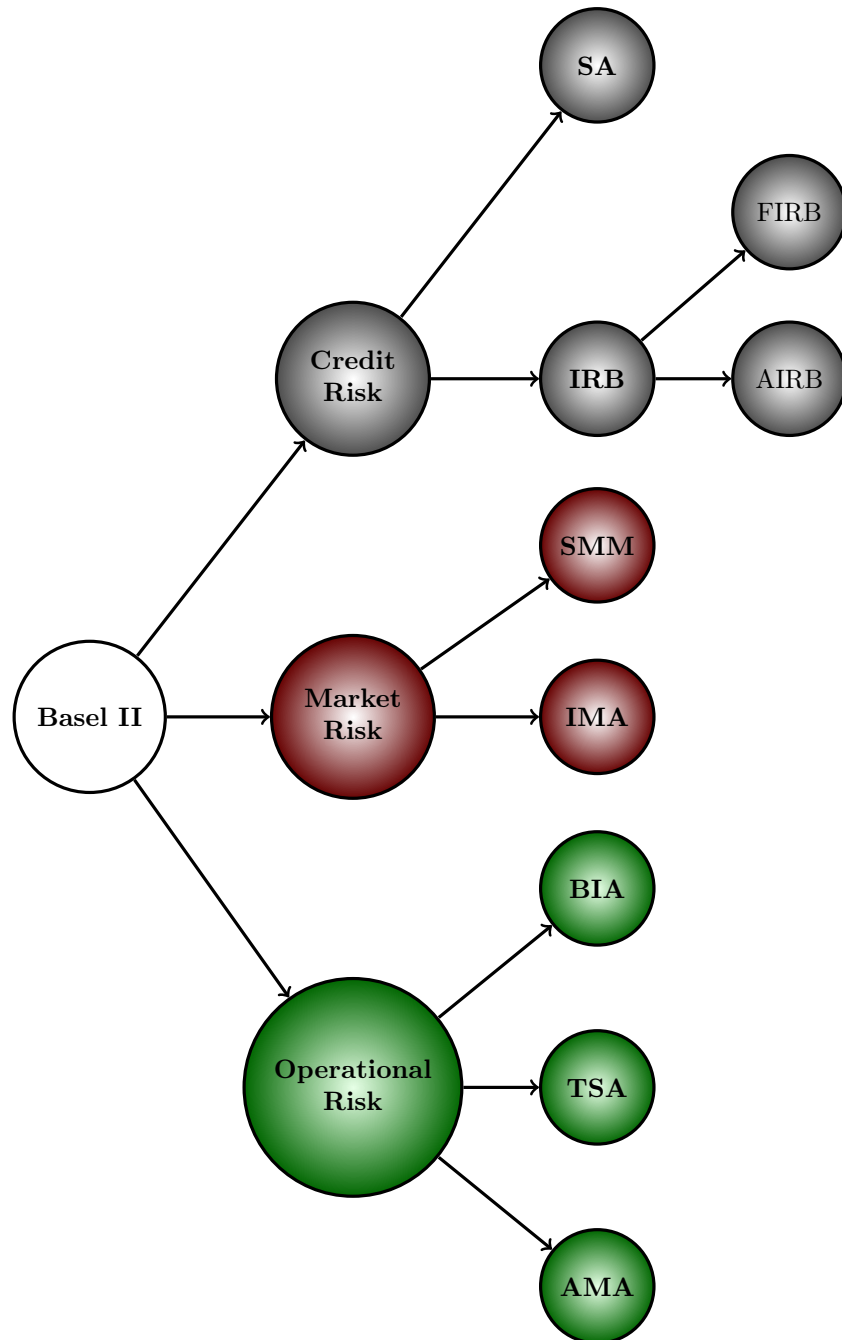 SA
FIRB
Credit
Risk
IRB
AIRB
SMM
Basel II
Market
Risk
IMA
BIA
Operational
Risk
TSA
AMA